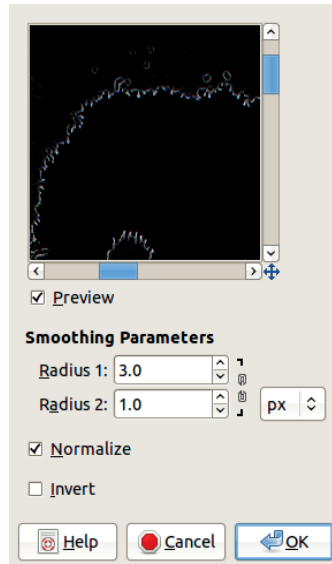 Preview
Smoothing Parameters
Radius 1: 3.0
Radius 2: 1.0 px
Normalize
Invert
Help Cancel OK